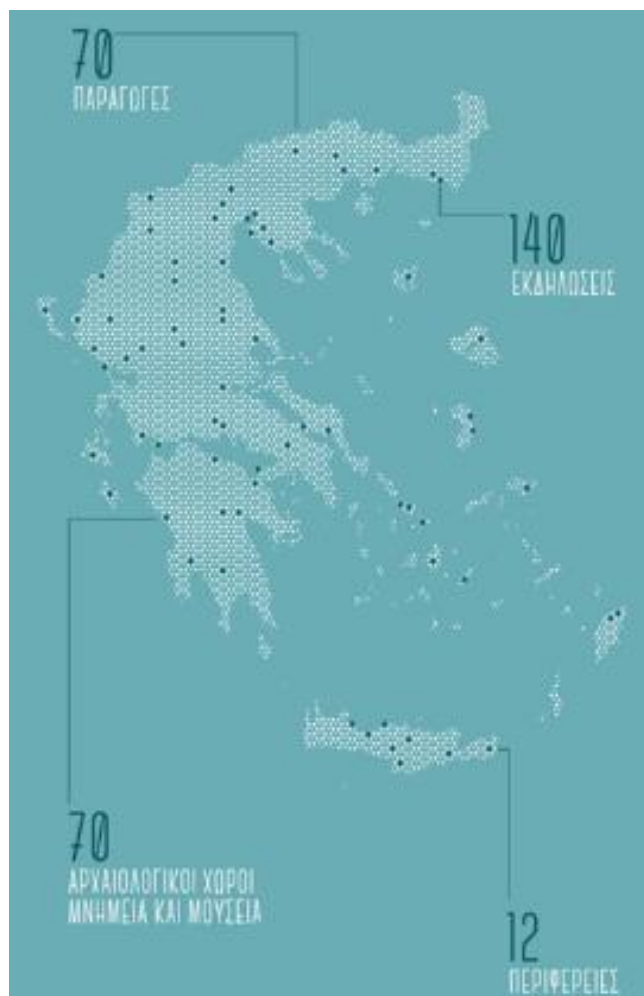 70
ΠΑΡΑΓΩΓΕΣ
140
ΕΚΔΗΛΩΣΕΙΣ
70
ΑΡΧΑΙΟΛΟΓΙΚΟΙ ΧΩΡΟΙ
ΜΝΗΜΕΙΑ ΚΑΙ ΜΟΥΣΕΙΑ
12
ΠΕΡΙΦΕΡΕΙΕΣ